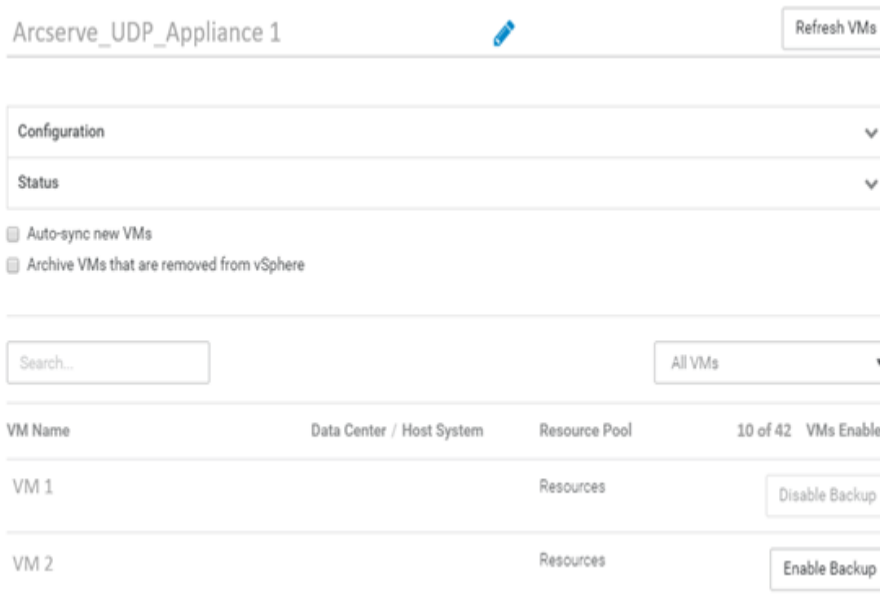 Arcserve_UDP_Appliance 1
Refresh VMs
Configuration
Status
Auto-sync new VMs
Archive VMs that are removed from vSphere
Search...
All VMs
VM Name Data Center / Host System Resource Pool 10 of 42 VMs Enable
VM 1 Resources Disable Backup
VM 2 Resources Enable Backup